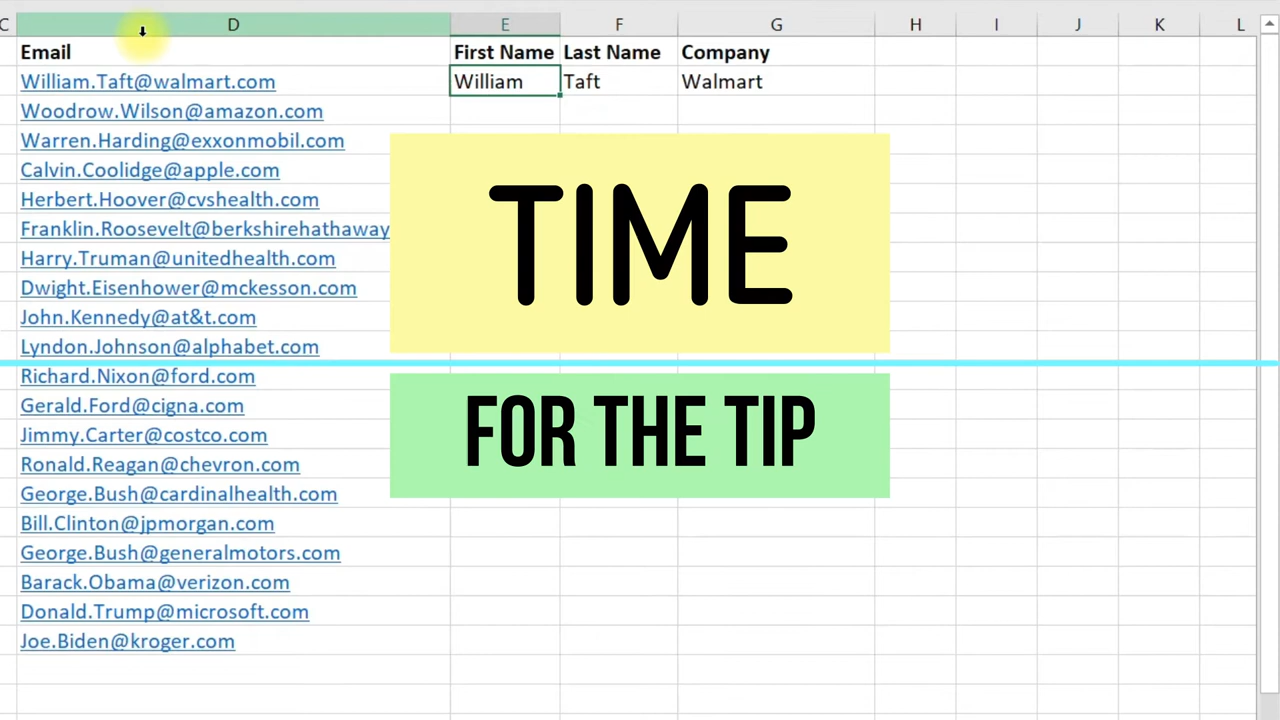 C D E F G H I J K L
Email First Name Last Name Company
William.Taft@walmart.com William Taft Walmart
Woodrow.Wilson@amazon.com
Warren.Harding@exxonmobil.com
Calvin.Coolidge@apple.com
Herbert.Hoover@cvshealth.com
Franklin.Roosevelt@berkshirehathaway
Harry.Truman@unitedhealth.com
Dwight.Eisenhower@mckesson.com
John.Kennedy@at&t.com
Lyndon.Johnson@alphabet.com
Richard.Nixon@ford.com
Gerald.Ford@cigna.com
Jimmy.Carter@costco.com
Ronald.Reagan@chevron.com
George.Bush@cardinalhealth.com
Bill.Clinton@jpmorgan.com
George.Bush@generalmotors.com
Barack.Obama@verizon.com
Donald.Trump@microsoft.com
Joe.Biden@kroger.com
TIME
FOR THE TIP